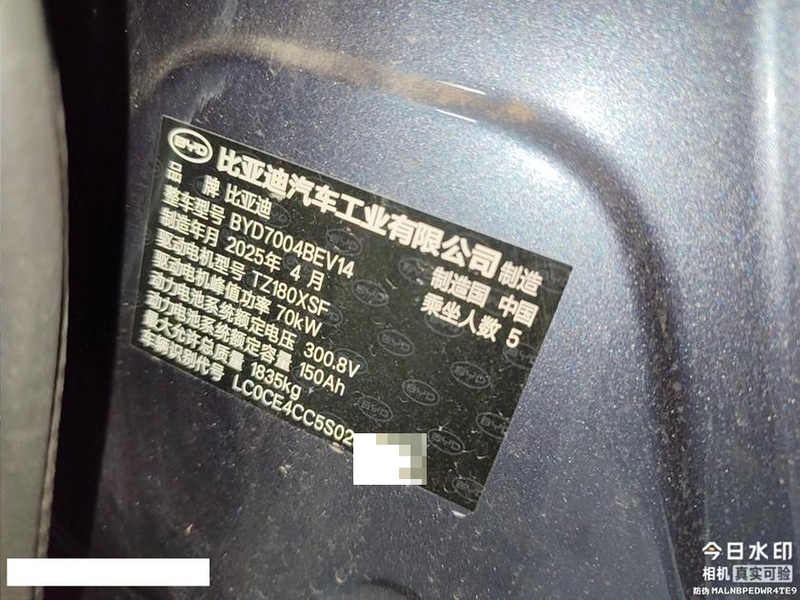 BYD 比亚迪汽车工业有限公司 制造
品 牌 比亚迪 制造国 中国
整车型号 BYD7004BEV14 乘坐人数 5
制造年月 2025年 4 月
驱动电机型号 TZ180XSF
驱动电机峰值功率 70kW
动力电池系统额定电压 300.8V
动力电池系统额定容量 150Ah
最大允许总质量 1835kg
车辆识别代号 LC0CE4CC5S02
今日水印
相机 真实可验
防伪 MALNBPEDWR4TE9